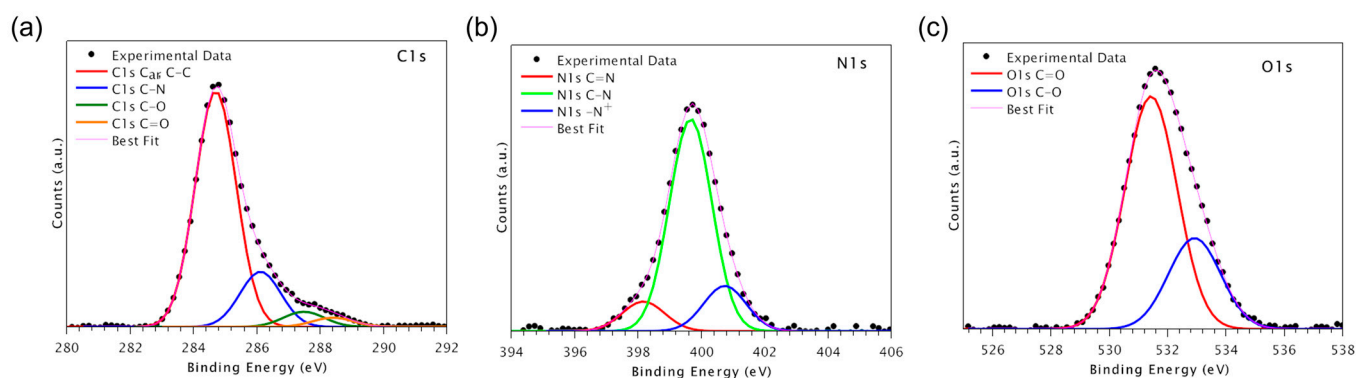 (a)
C1s
Experimental Data
C1s Car, C-C
C1s C-N
C1s C-O
C1s C=O
Best Fit
Counts (a.u.)
280 282 284 286 288 290 292
Binding Energy (eV)
(b)
N1s
Experimental Data
N1s C=N
N1s C-N
N1s -N+
Best Fit
Counts (a.u.)
394 396 398 400 402 404 406
Binding Energy (eV)
(c)
O1s
Experimental Data
O1s C=O
O1s C-O
Counts (a.u.)
Best Fit
526 528 530 532 534 536 538
Binding Energy (eV)